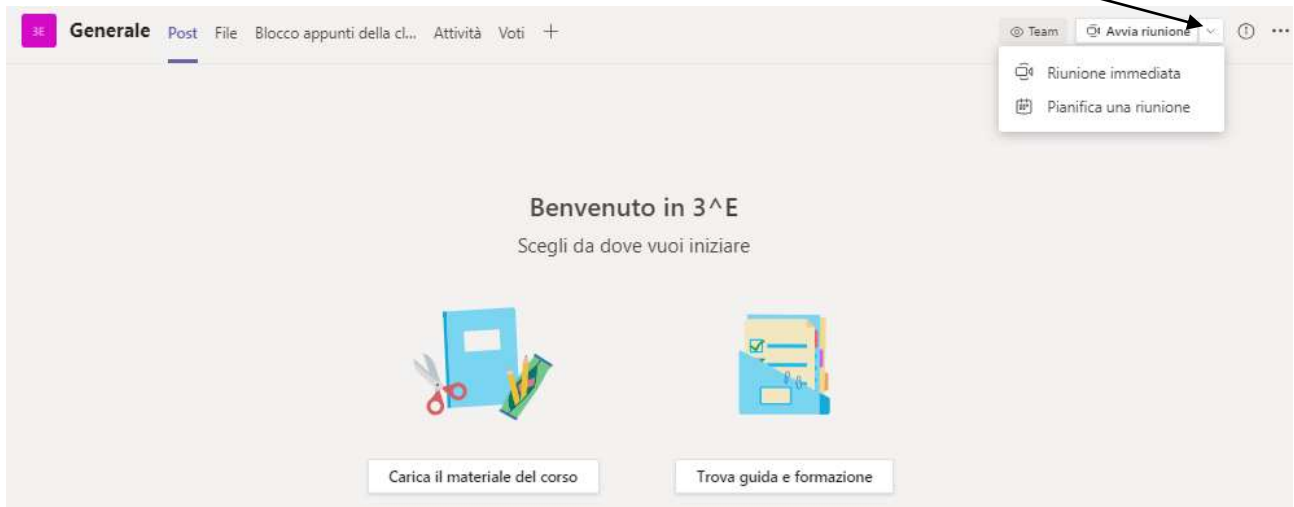 3E Generale Post File Blocco appunti della cl... Attività Voti + Team Avvia riunione
Riunione immediata
Pianifica una riunione
Benvenuto in 3^E
Scegli da dove vuoi iniziare
Carica il materiale del corso Trova guida e formazione